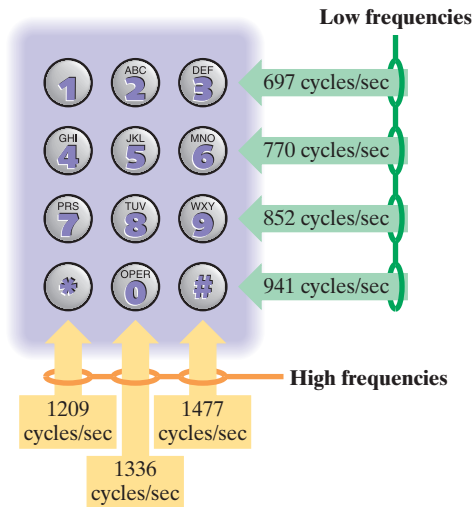 Low frequencies
1
ABC
2
DEF
3
697 cycles/sec
GHI
4
JKL
5
MNO
6
770 cycles/sec
PRS
7
TUV
8
WXY
9
852 cycles/sec
*
OPER
0
#
941 cycles/sec
High frequencies
1209
cycles/sec
1477
cycles/sec
1336
cycles/sec